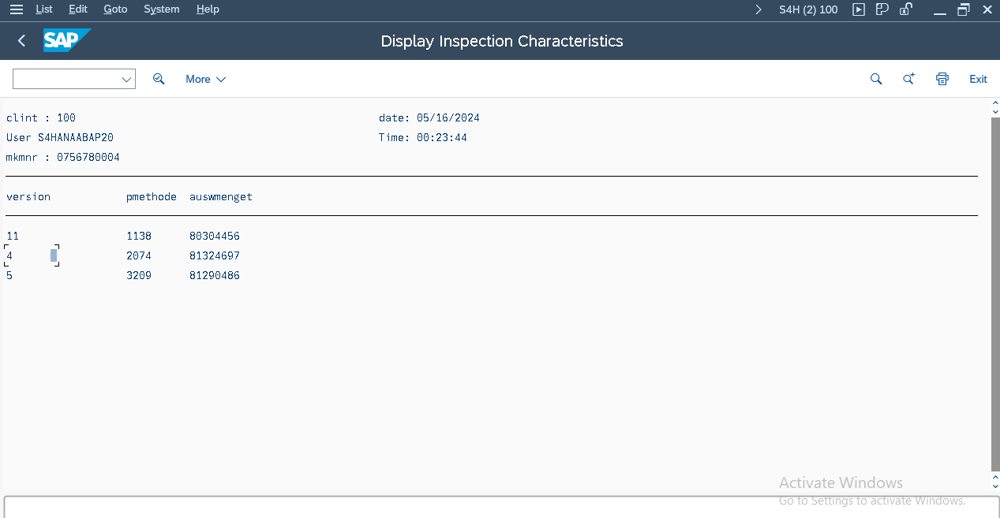 List Edit Goto System Help S4H (2) 100
SAP Display Inspection Characteristics
More Exit
clint : 100 date: 05/16/2024
User S4HANAABAP20 Time: 00:23:44
mkmnr : 0756780004
version pmethode auswmenget
11 1138 80304456
4 2074 81324697
5 3209 81290486
Activate Windows
Go to Settings to activate Windows.